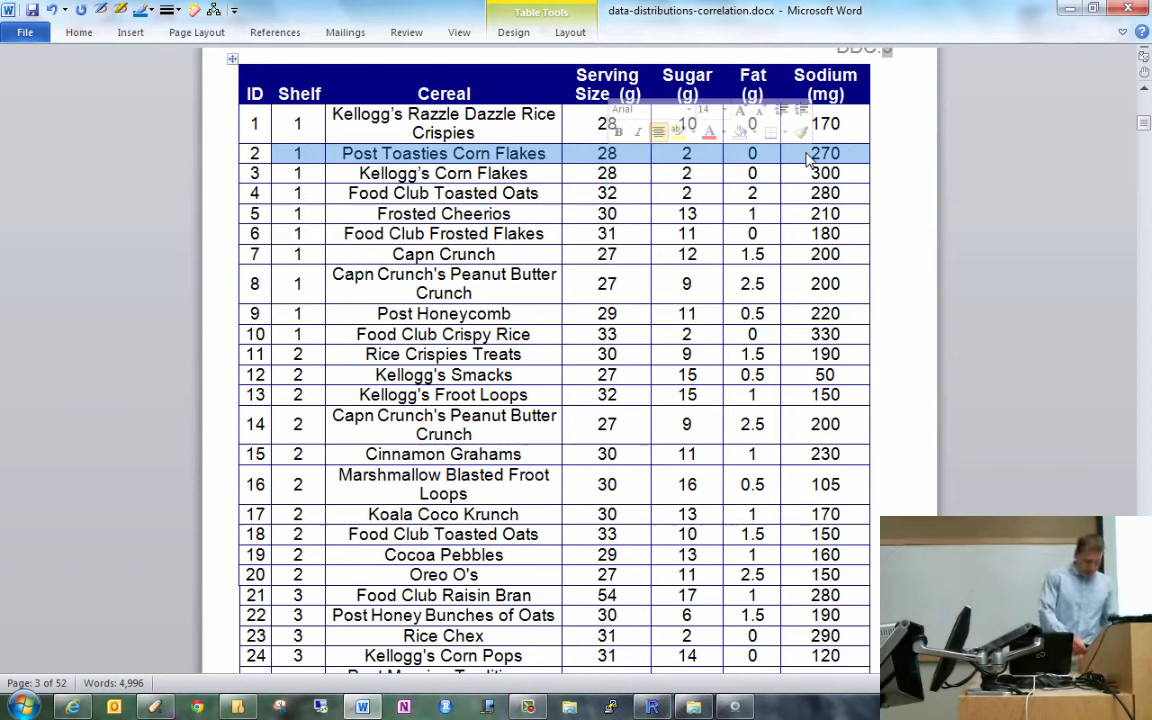 Table Tools
data-distributions-correlation.docx - Microsoft Word
File Home Insert Page Layout References Mailings Review View Design Layout
DDC.3
ID Shelf Cereal Serving Size (g) Sugar (g) Fat (g) Sodium (mg)
Arial 14
1 1 Kellogg's Razzle Dazzle Rice Crispies 28 10 0 170
2 1 Post Toasties Corn Flakes 28 2 0 270
3 1 Kellogg's Corn Flakes 28 2 0 300
4 1 Food Club Toasted Oats 32 2 2 280
5 1 Frosted Cheerios 30 13 1 210
6 1 Food Club Frosted Flakes 31 11 0 180
7 1 Capn Crunch 27 12 1.5 200
8 1 Capn Crunch's Peanut Butter Crunch 27 9 2.5 200
9 1 Post Honeycomb 29 11 0.5 220
10 1 Food Club Crispy Rice 33 2 0 330
11 2 Rice Crispies Treats 30 9 1.5 190
12 2 Kellogg's Smacks 27 15 0.5 50
13 2 Kellogg's Froot Loops 32 15 1 150
14 2 Capn Crunch's Peanut Butter Crunch 27 9 2.5 200
15 2 Cinnamon Grahams 30 11 1 230
16 2 Marshmallow Blasted Froot Loops 30 16 0.5 105
17 2 Koala Coco Krunch 30 13 1 170
18 2 Food Club Toasted Oats 33 10 1.5 150
19 2 Cocoa Pebbles 29 13 1 160
20 2 Oreo O's 27 11 2.5 150
21 3 Food Club Raisin Bran 54 17 1 280
22 3 Post Honey Bunches of Oats 30 6 1.5 190
23 3 Rice Chex 31 2 0 290
24 3 Kellogg's Corn Pops 31 14 0 120
Page: 3 of 52 Words: 4,996